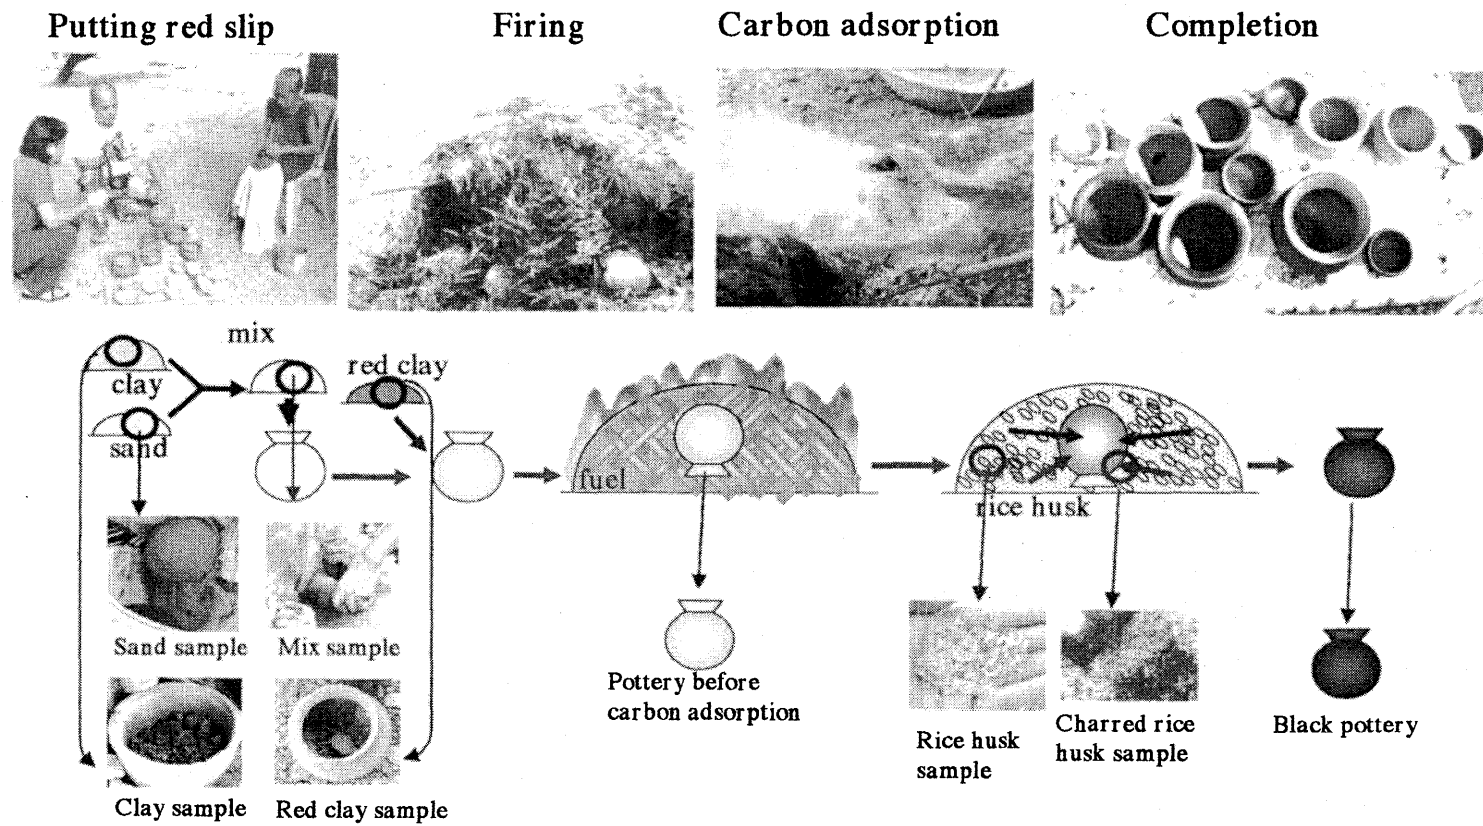 Putting red slip
Firing
Carbon adsorption
Completion
mix
red clay
clay
sand
fuel
rice husk
Sand sample
Mix sample
Pottery before
carbon adsorption
Rice husk
sample
Charred rice
husk sample
Black pottery
Clay sample
Red clay sample